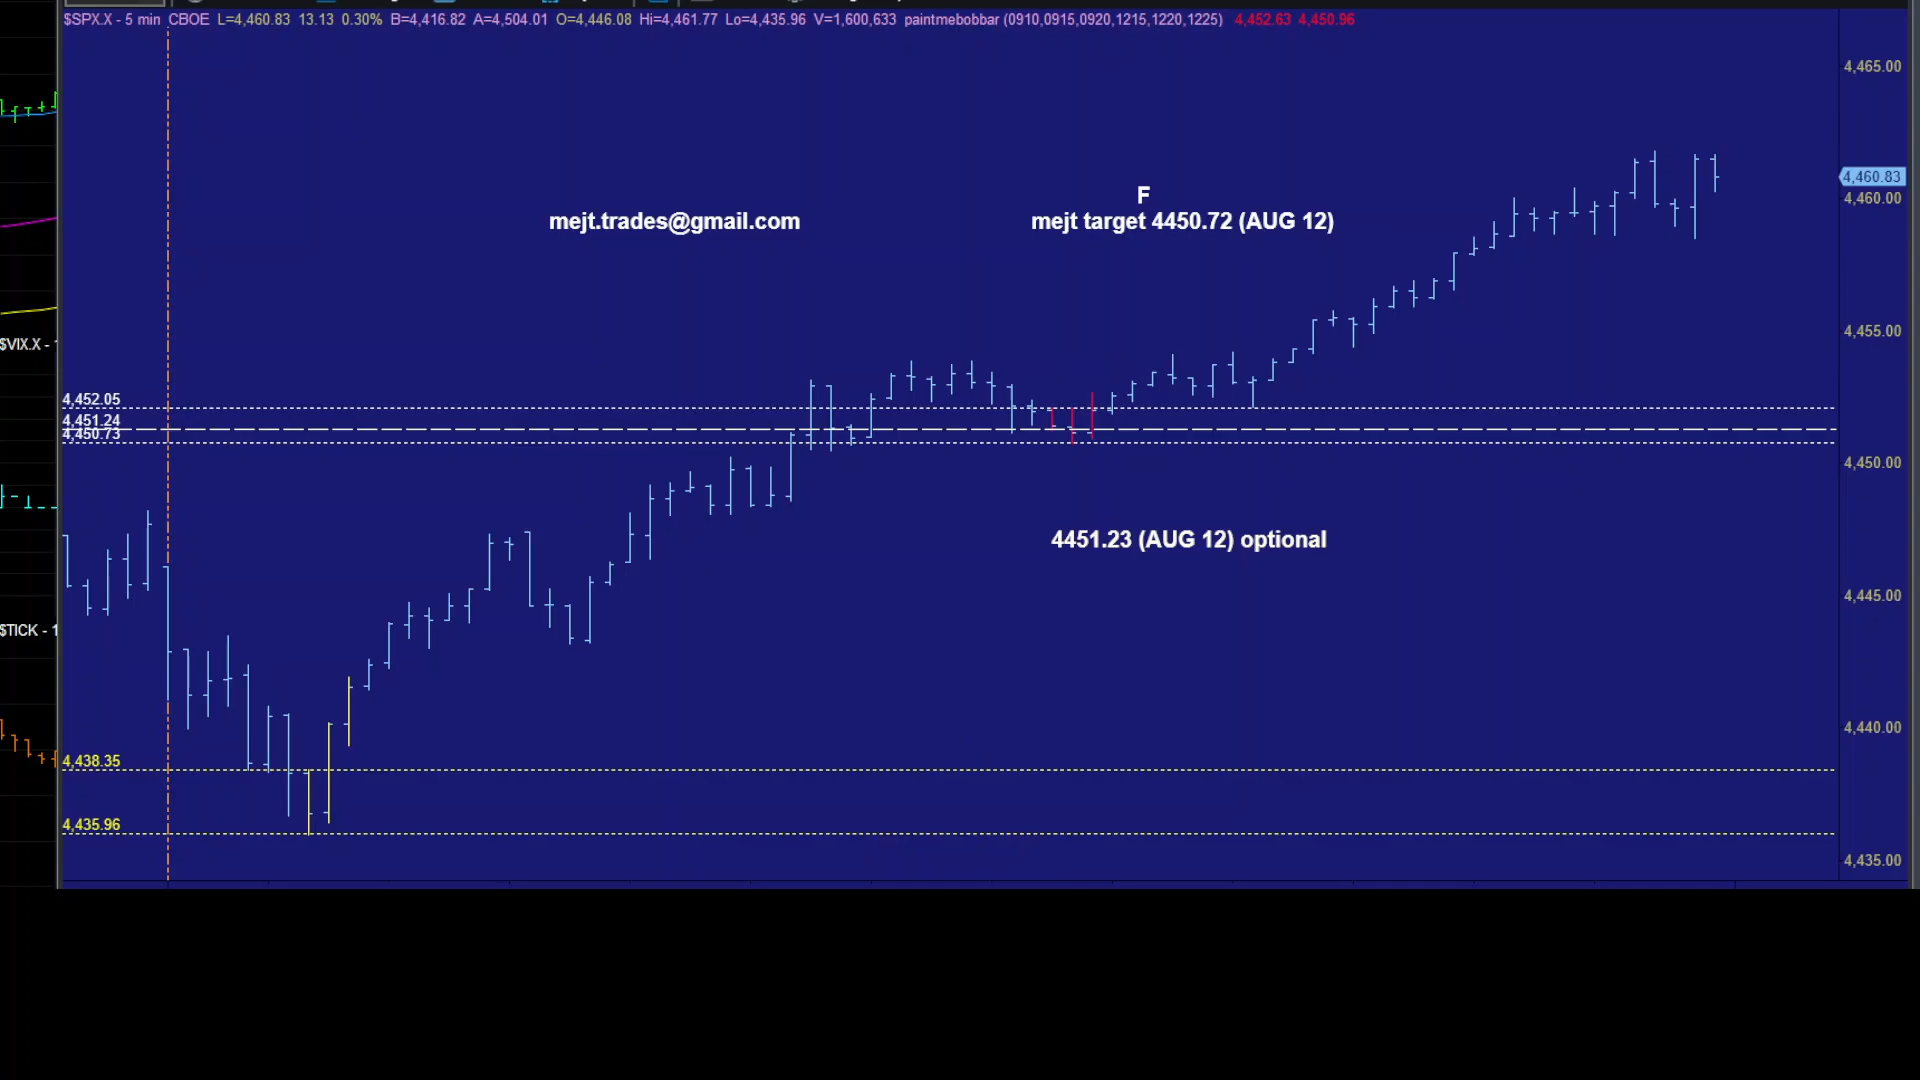 $SPX.X - 5 min CBOE L=4,460.83 13.13 0.30% B=4,416.82 A=4,504.01 O=4,446.08 Hi=4,461.77 Lo=4,435.96 V=1,600,633 paintmebobbar (0910,0915,0920,1215,1220,1225) 4,452.63 4,450.96
4,465.00
4,460.83
F
4,460.00
mejt.trades@gmail.com
mejt target 4450.72 (AUG 12)
4,455.00
$VIX.X -
4,452.05
4,451.24
4,450.73
4,450.00
4451.23 (AUG 12) optional
4,445.00
$TICK - 1
4,440.00
4,438.35
4,435.96
4,435.00